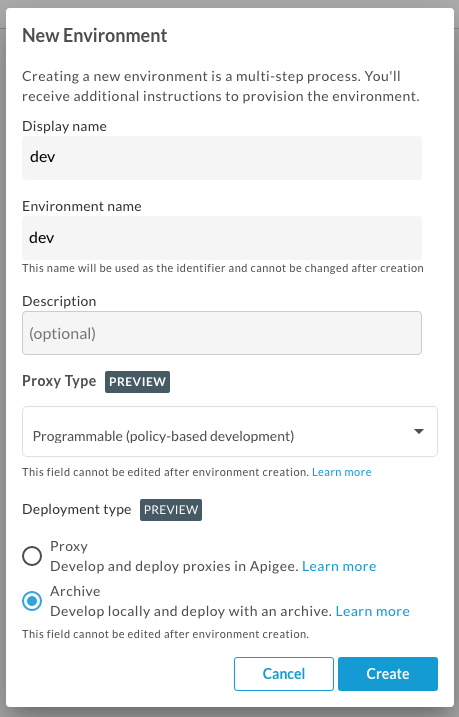 New Environment
Creating a new environment is a multi-step process. You'll
receive additional instructions to provision the environment.
Display name
dev
Environment name
dev
This name will be used as the identifier and cannot be changed after creation
Description
(optional)
Proxy Type PREVIEW
Programmable (policy-based development)
This field cannot be edited after environment creation. Learn more
Deployment type PREVIEW
Proxy
Develop and deploy proxies in Apigee. Learn more
Archive
Develop locally and deploy with an archive. Learn more
This field cannot be edited after environment creation.
Cancel Create